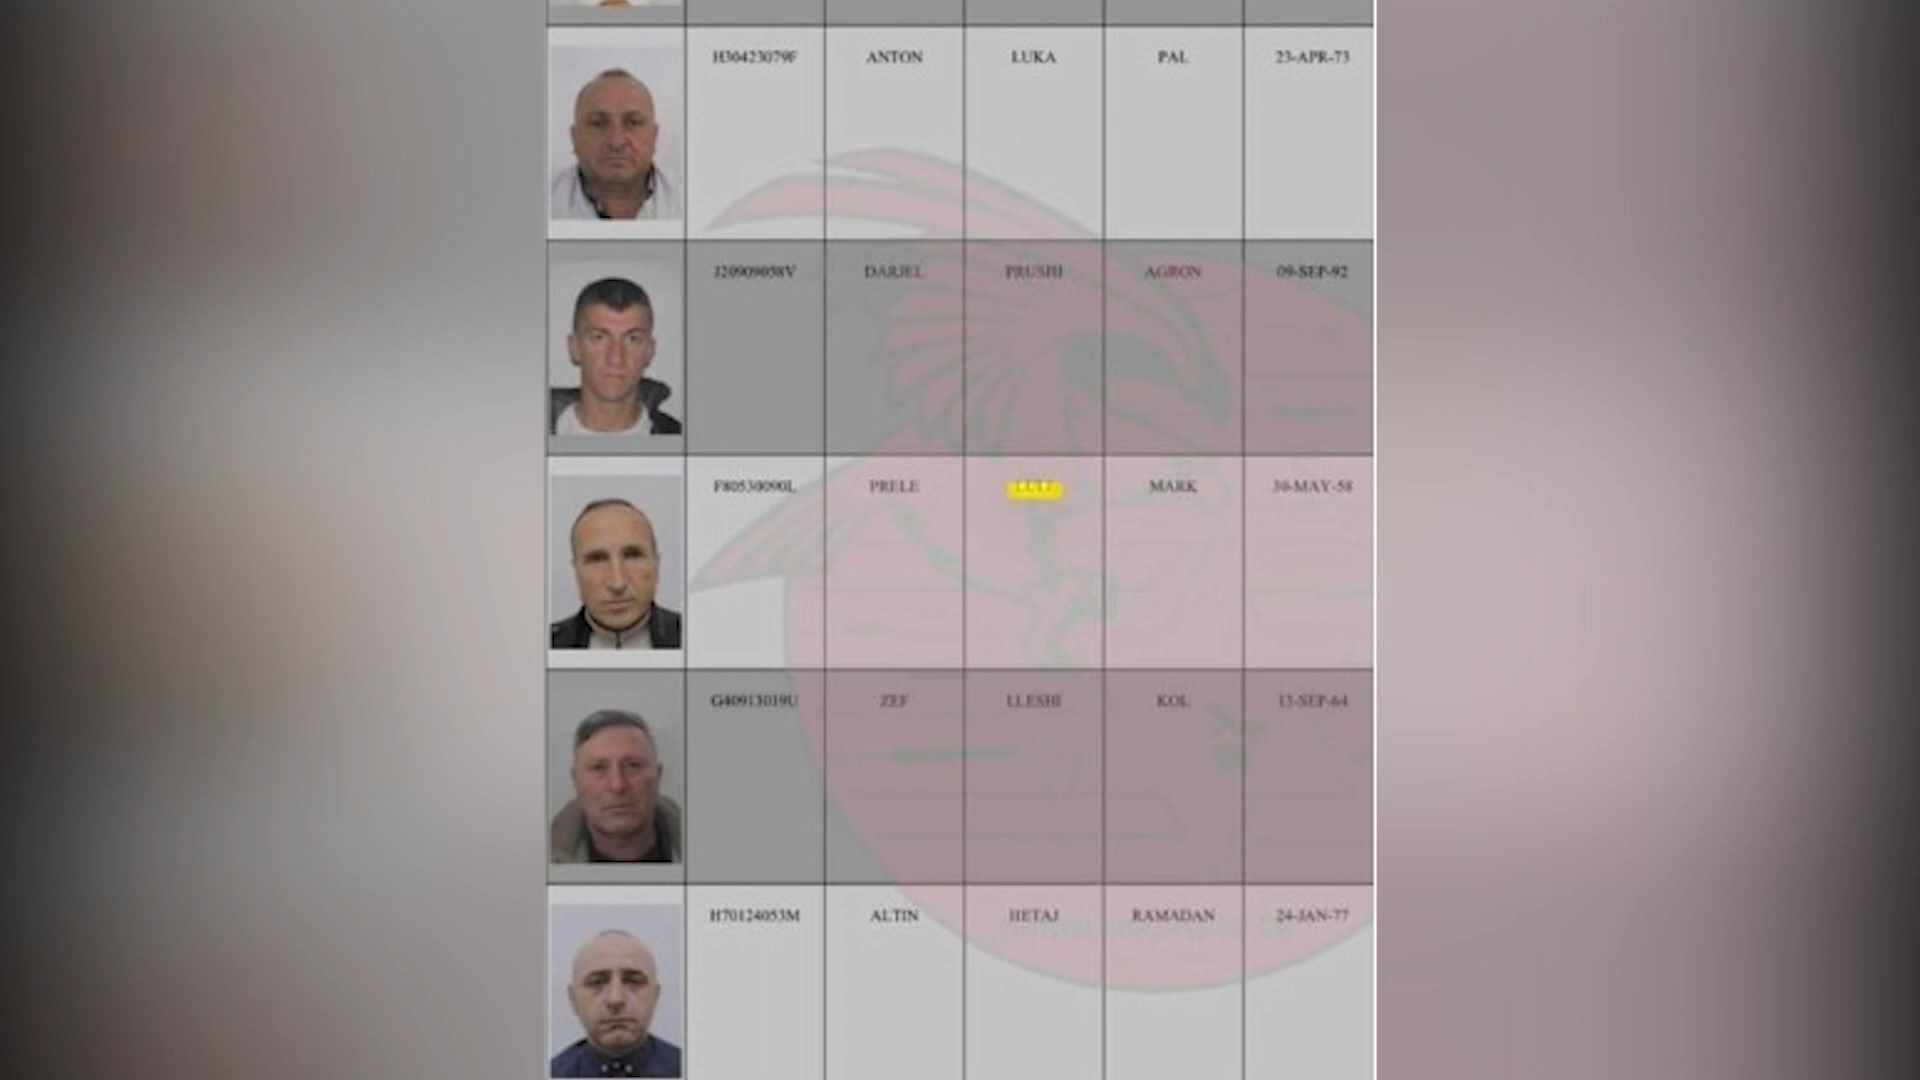 H30423079F ANTON LUKA PAL 23-APR-73
J20909058V DARJEL PRUSHI AGRON 09-SEP-92
F80530090L PRELE MARK 30-MAY-58
G40913019U ZEF LLESHI KOL 13-SEP-64
H70124053M ALTIN HETAJ RAMADAN 24-JAN-77